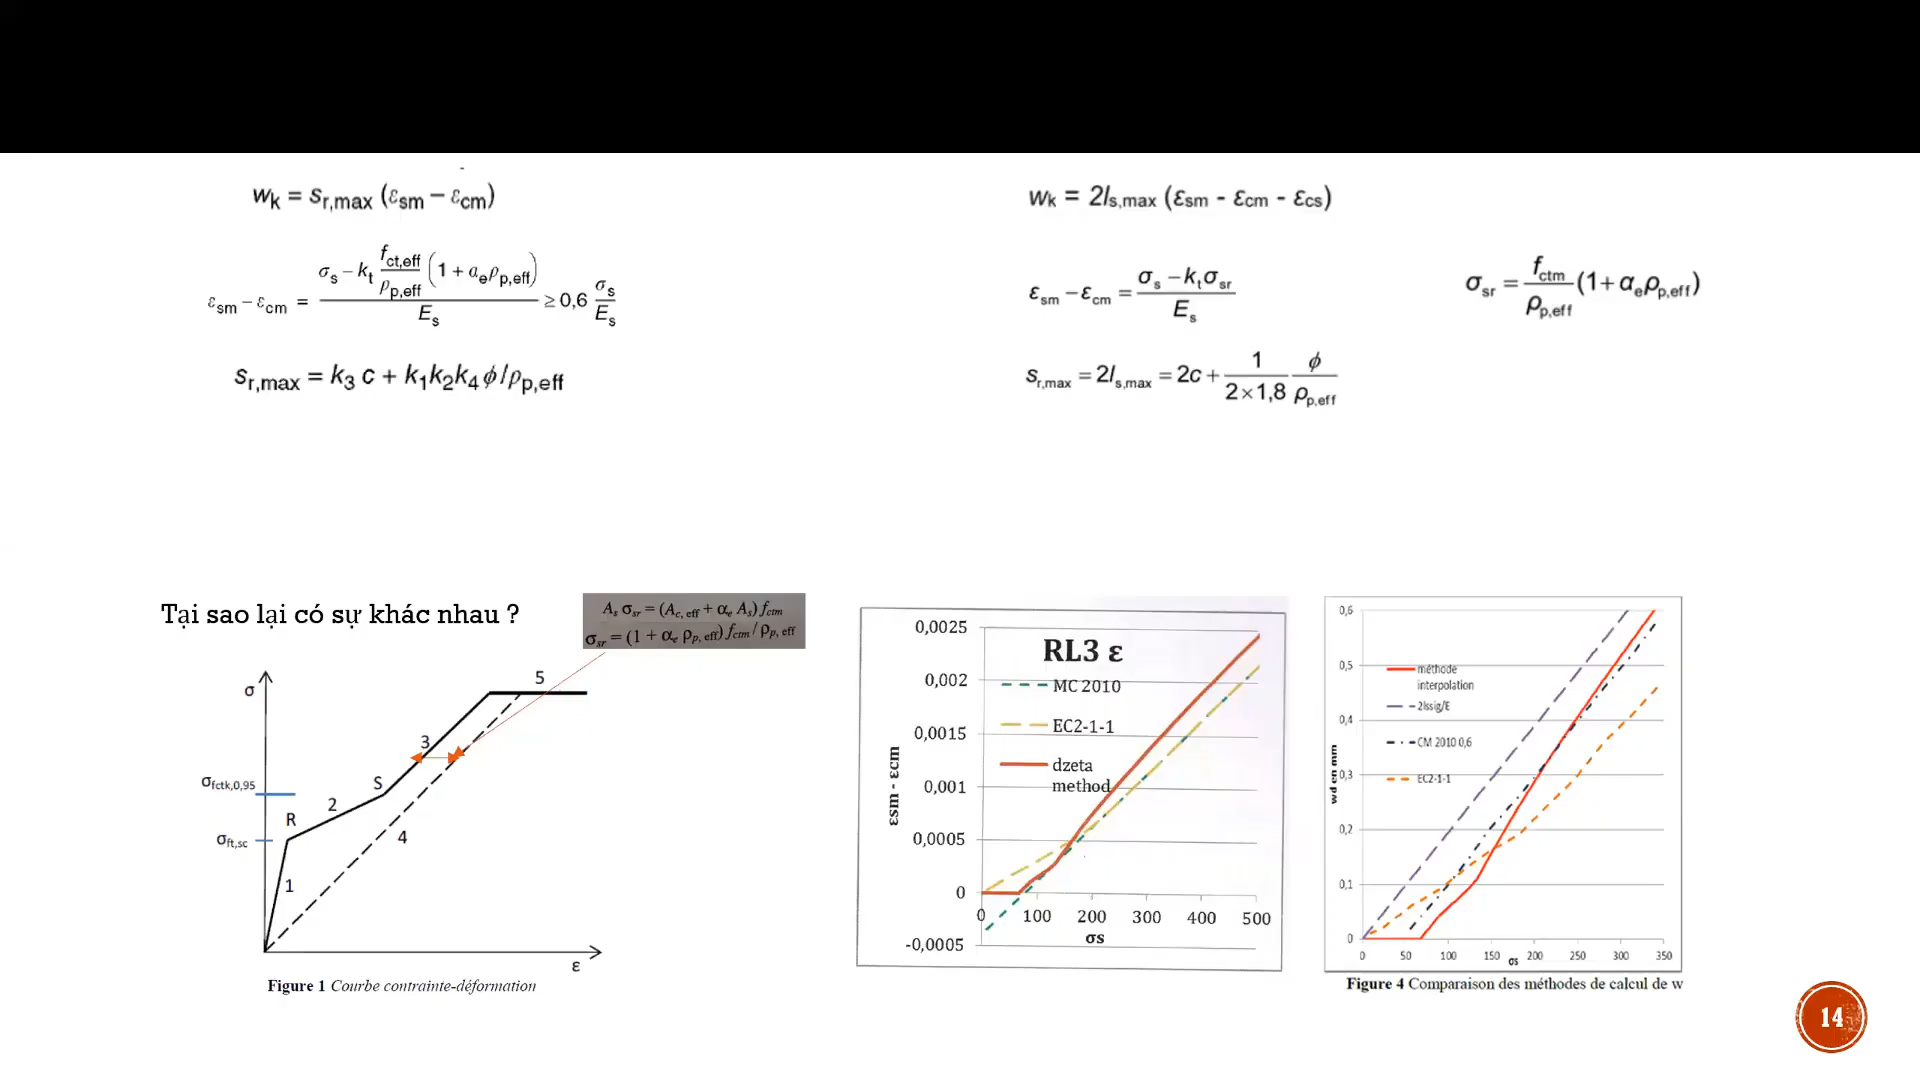 wk = sr,max (εsm − εcm)
εsm − εcm = (σs − kt fct,eff/ρp,eff (1 + αeρp,eff)) / Es ≥ 0,6 σs/Es
sr,max = k3 c + k1k2k4 ϕ/ρp,eff
wk = 2ls,max (εsm - εcm - εcs)
εsm − εcm = (σs − ktσsr) / Es
σsr = fctm/ρp,eff (1 + αeρp,eff)
sr,max = 2ls,max = 2c + 1/(2×1,8) ϕ/ρp,eff
Tại sao lại có sự khác nhau ?
As σsr = (Ac, eff + αe As) fctm
σsr = (1 + αe ρp, eff) fctm / ρp, eff
σ
5
3
S
σfctk,0,95
2
R
σft,sc
4
1
ε
Figure 1 Courbe contrainte-déformation
0,0025
RL3 ε
0,002
MC 2010
EC2-1-1
0,0015
dzeta
method
0,001
0,0005
0
-0,0005
εsm - εcm
0 100 200 300 400 500
σs
0,6
0,5
0,4
0,3
0,2
0,1
0
méthode
interpolation
2lssig/E
CM 2010 0,6
EC2-1-1
wd en mm
0 50 100 150 200 250 300 350
σs
Figure 4 Comparaison des méthodes de calcul de w
14